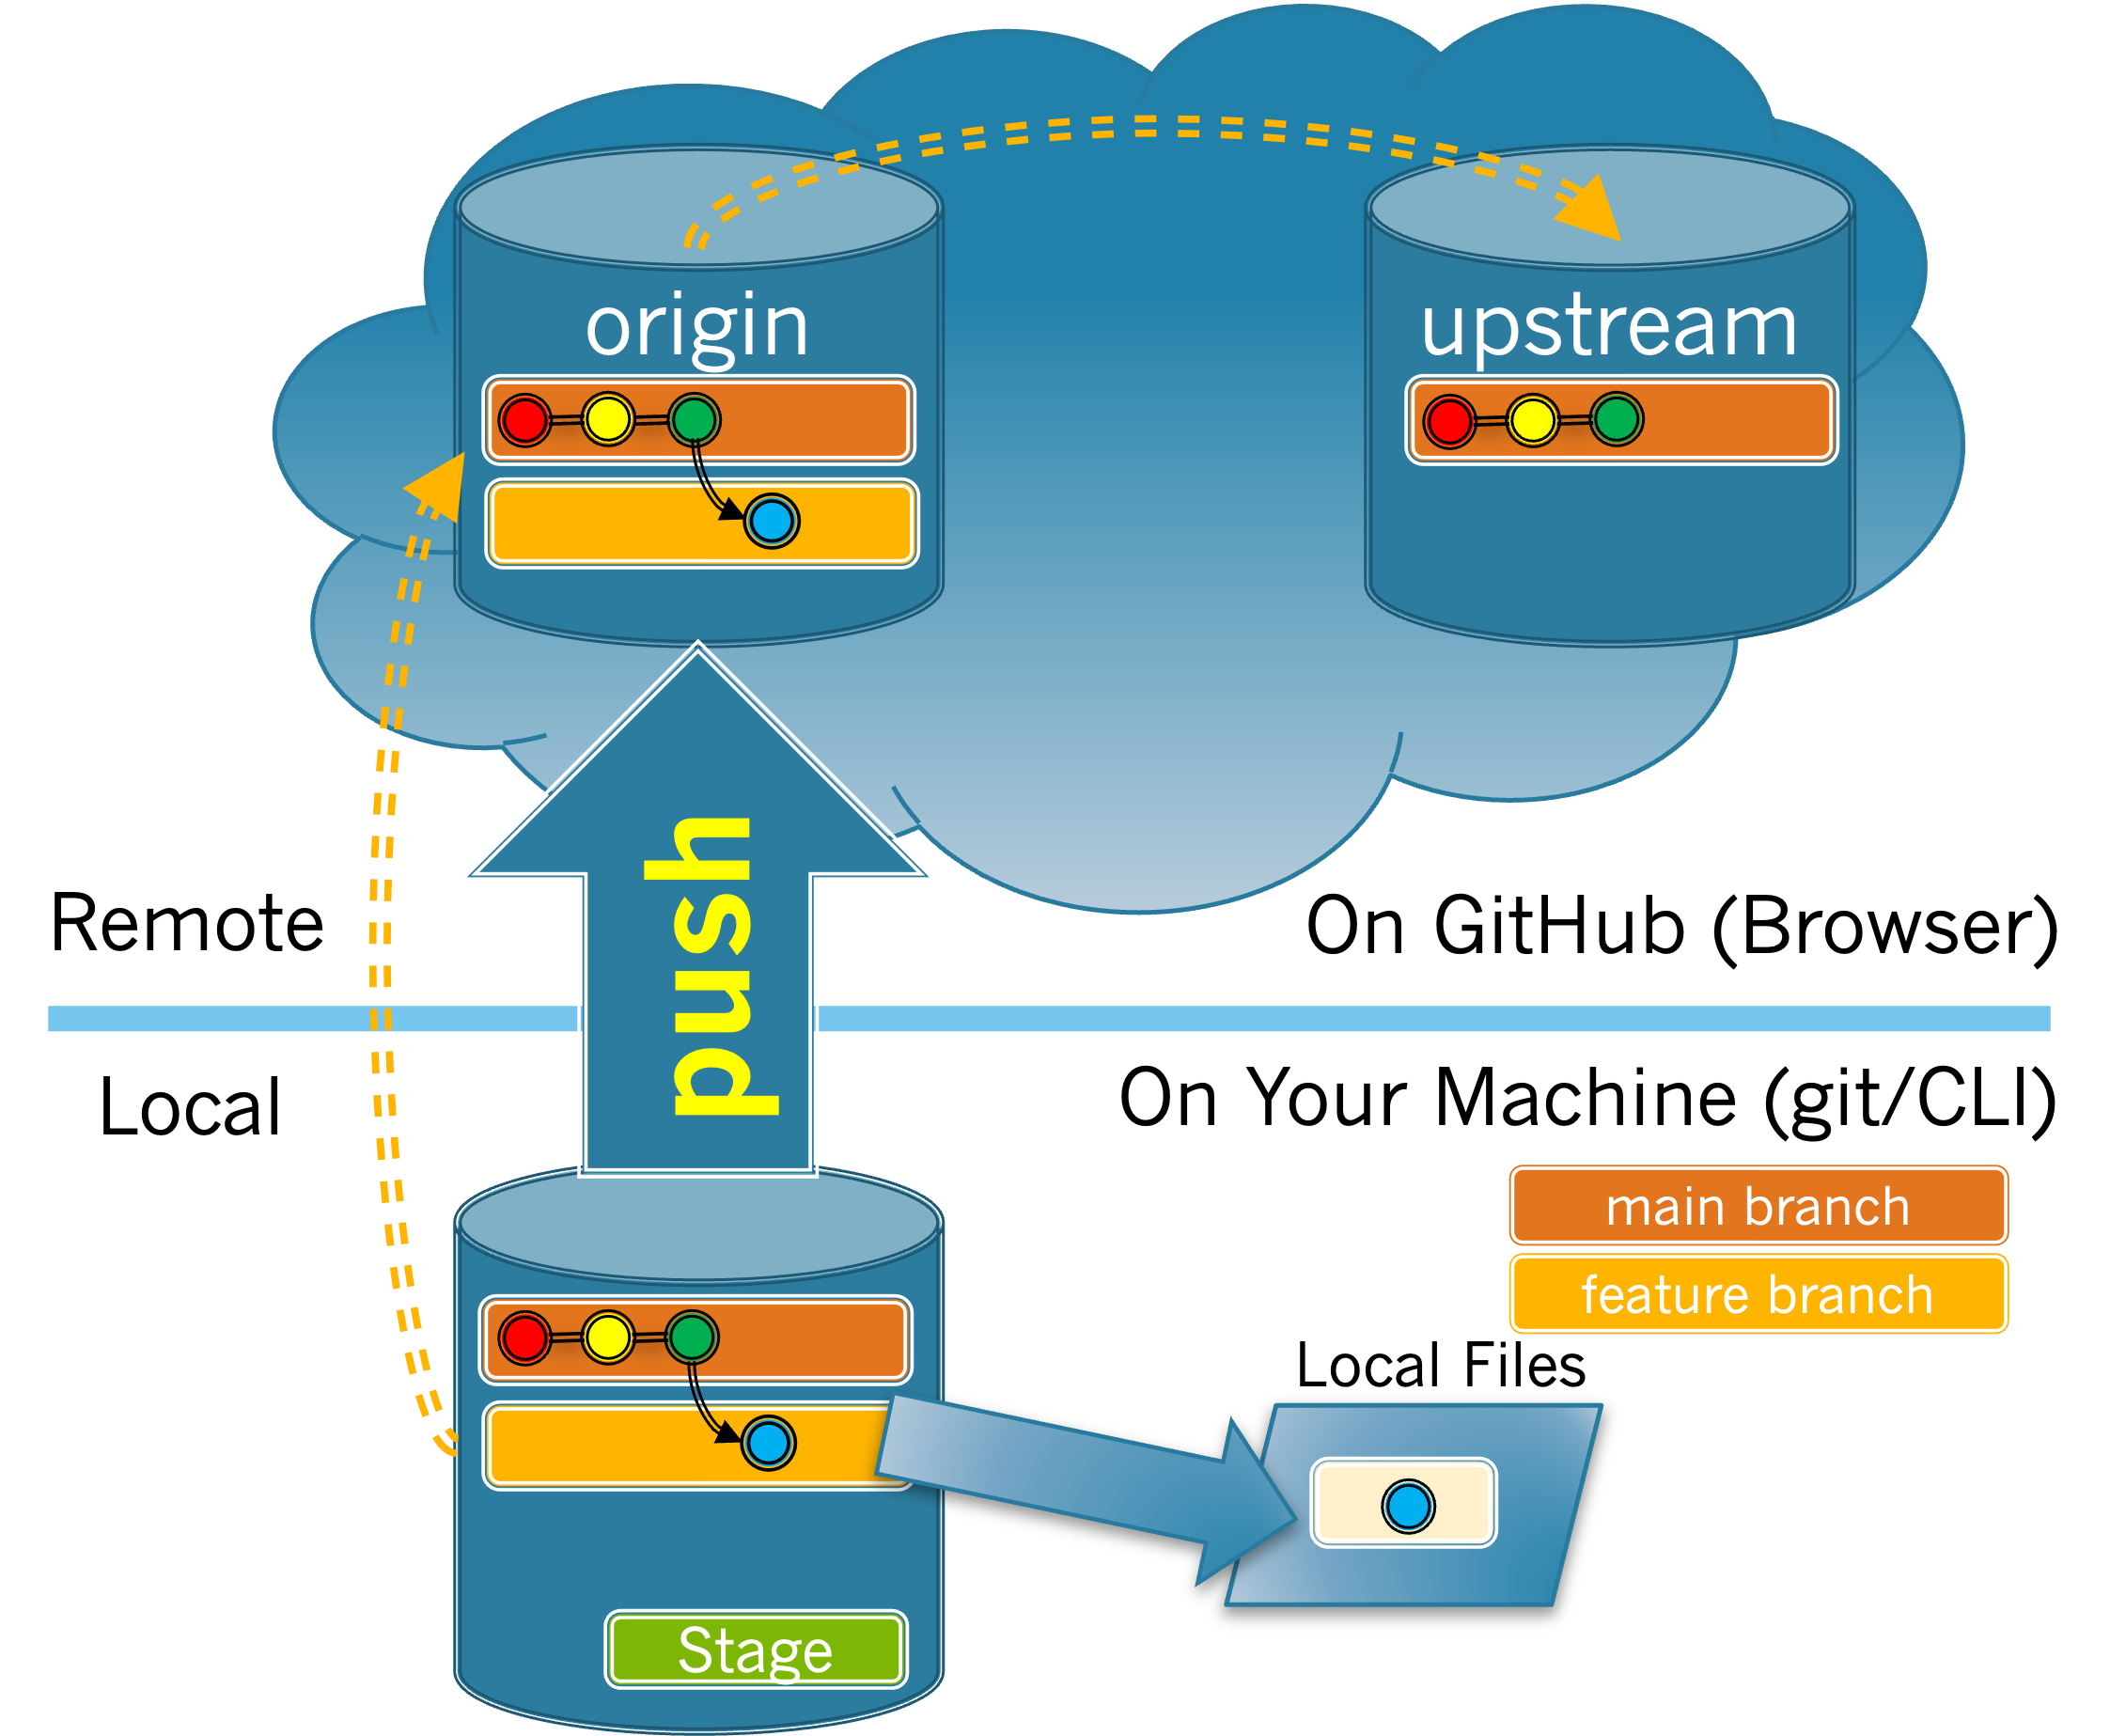 origin
upstream
push
Remote
On GitHub (Browser)
Local
On Your Machine (git/CLI)
main branch
feature branch
Local Files
Stage